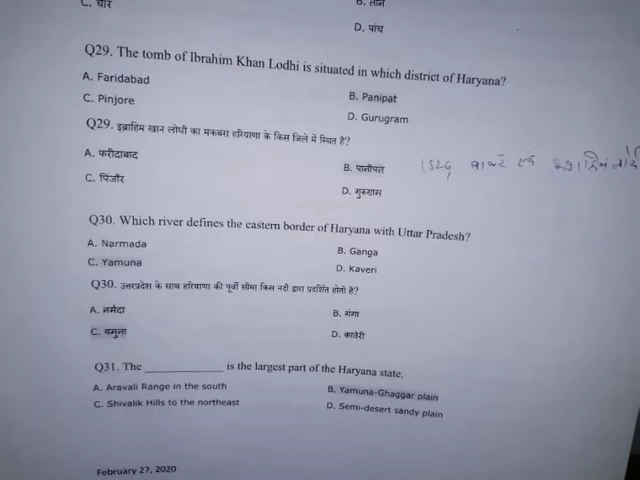 C. चार
D. तीन
D. पांच
Q29. The tomb of Ibrahim Khan Lodhi is situated in which district of Haryana?
A. Faridabad
B. Panipat
C. Pinjore
D. Gurugram
Q29. इब्राहिम खान लोधी का मकबरा हरियाणा के किस जिले में स्थित है?
A. फरीदाबाद
B. पानीपत
1526
C. पिंजौर
D. गुरुग्राम
Q30. Which river defines the eastern border of Haryana with Uttar Pradesh?
A. Narmada
B. Ganga
C. Yamuna
D. Kaveri
Q30. उत्तरप्रदेश के साथ हरियाणा की पूर्वी सीमा किस नदी द्वारा प्रदर्शित होती है?
A. नर्मदा
B. गंगा
C. यमुना
D. कावेरी
Q31. The ______________ is the largest part of the Haryana state.
A. Aravali Range in the south
B. Yamuna-Ghaggar plain
C. Shivalik Hills to the northeast
D. Semi-desert sandy plain
February 27, 2020